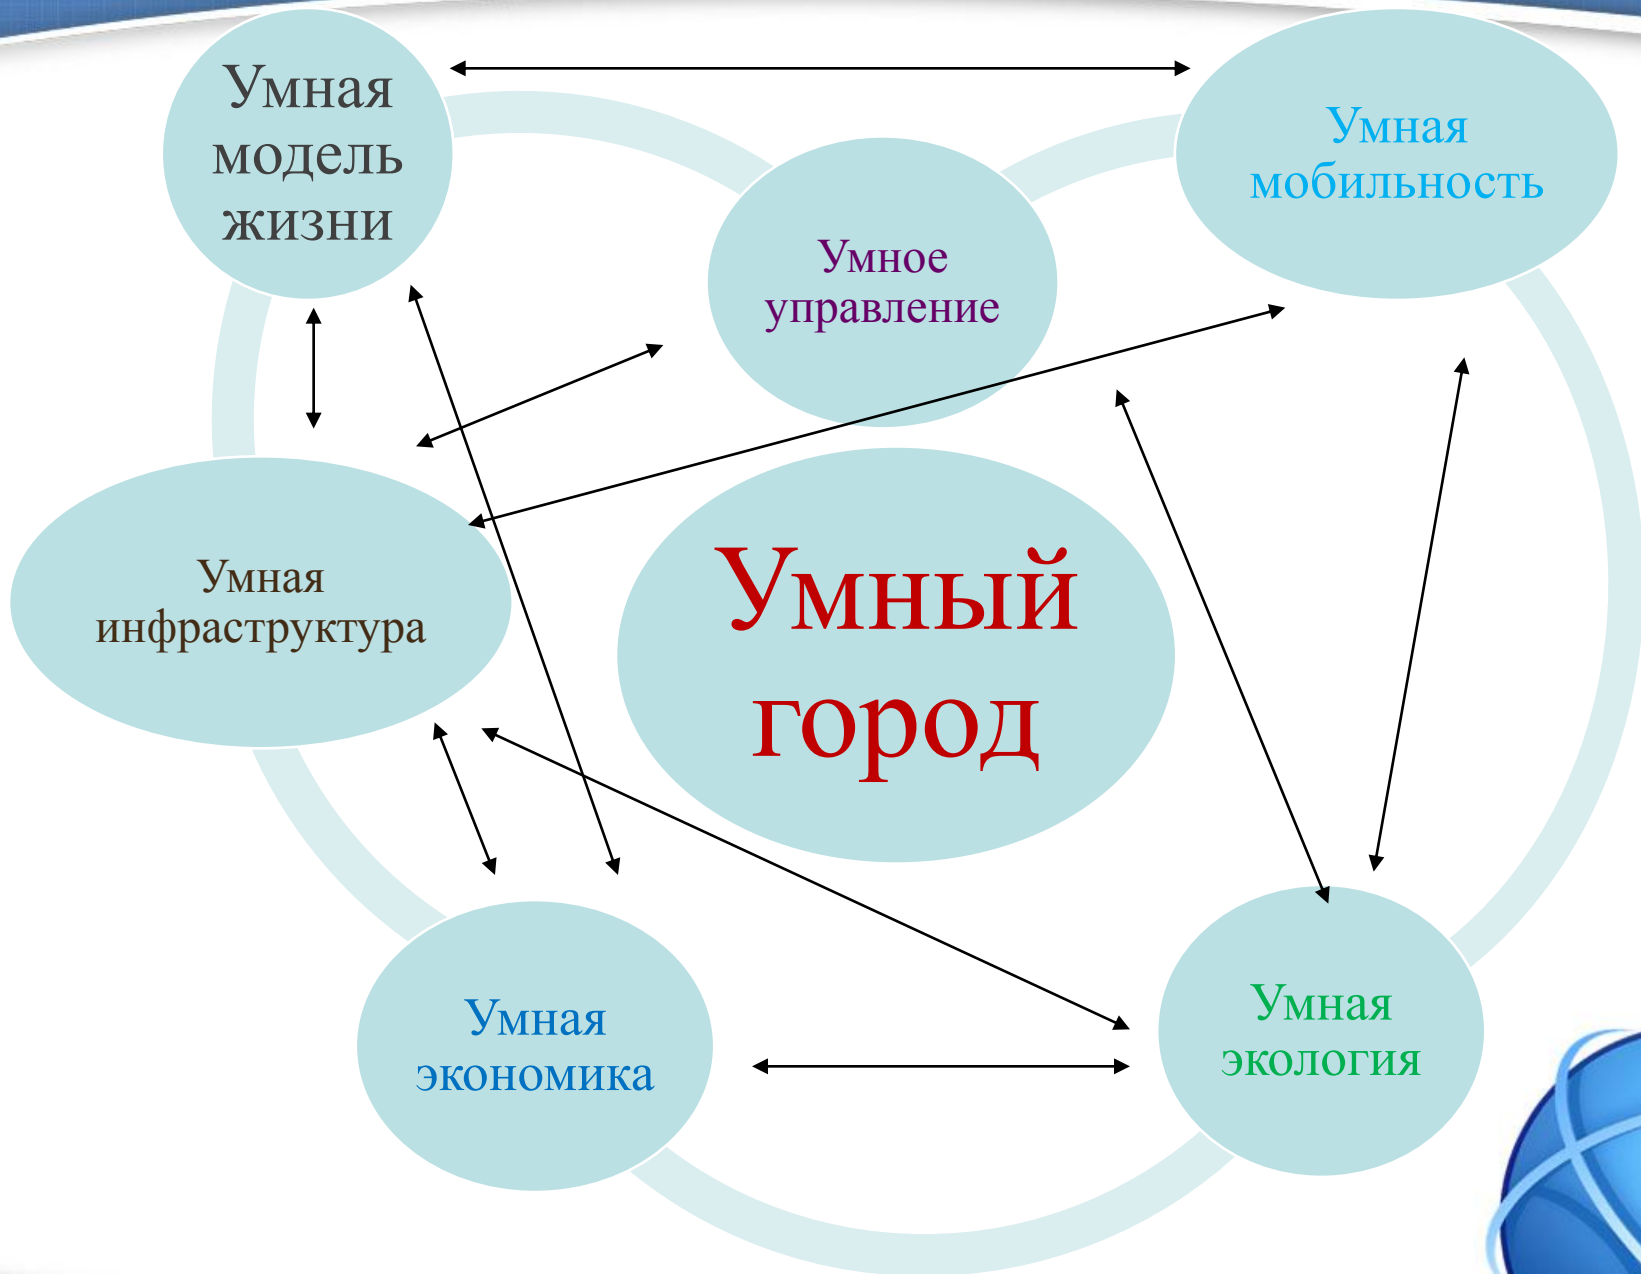 Умная
модель
жизни
Умная
мобильность
Умное
управление
Умная
инфраструктура
Умный
город
Умная
экономика
Умная
экология